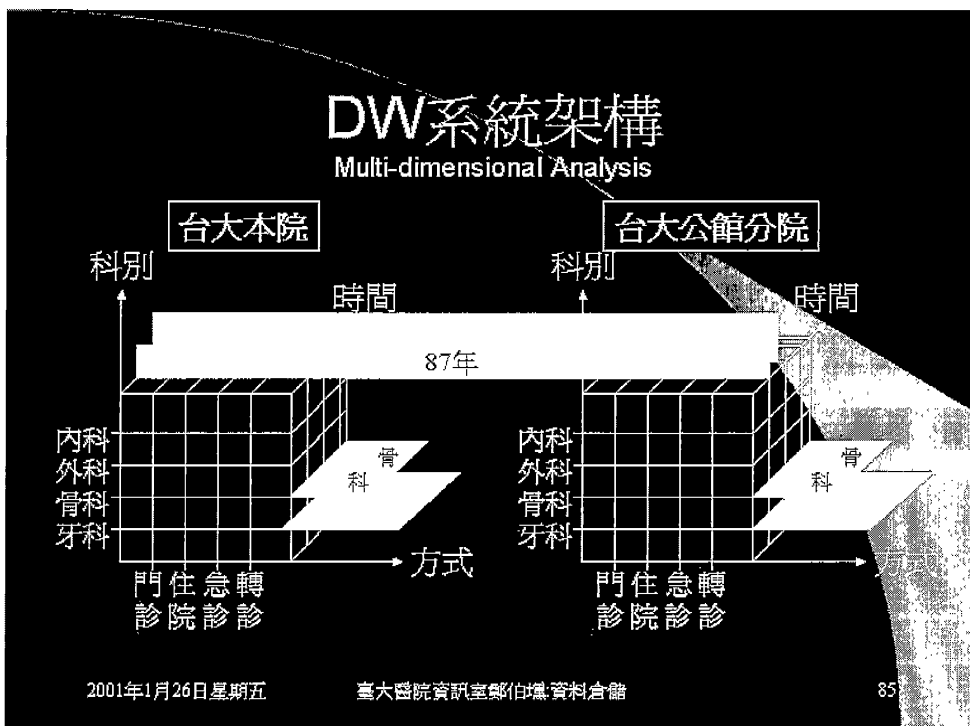 DW系統架構
Multi-dimensional Analysis
台大本院
台大公館分院
科別
時間
科別
時間
87年
內科
外科
骨科
牙科
骨科
方式
門診
住院
急診
轉診
內科
外科
骨科
牙科
骨科
方式
門診
住院
急診
轉診
2001年1月26日星期五
臺大醫院資訊室鄭伯壎:資料倉儲
85